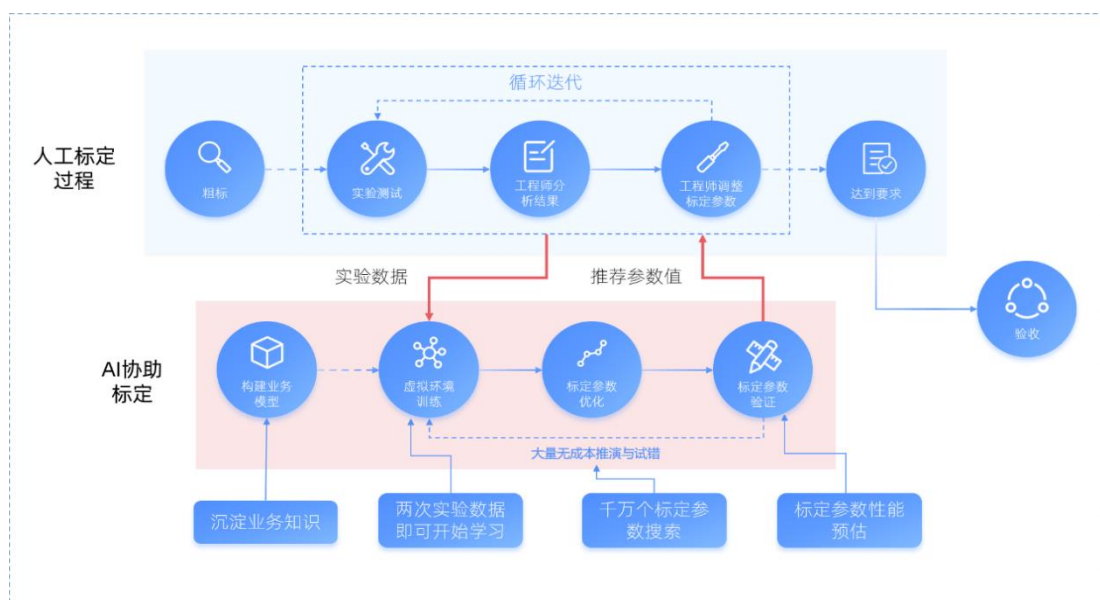 循环迭代
人工标定
过程
粗标
实验测试
工程师分
析结果
工程师调整
标定参数
达到要求
实验数据
推荐参数值
验收
AI协助
标定
构建业务
模型
虚拟环境
训练
标定参数
优化
标定参数
验证
大量无成本推演与试错
沉淀业务知识
两次实验数据
即可开始学习
千万个标定参
数搜索
标定参数性能
预估